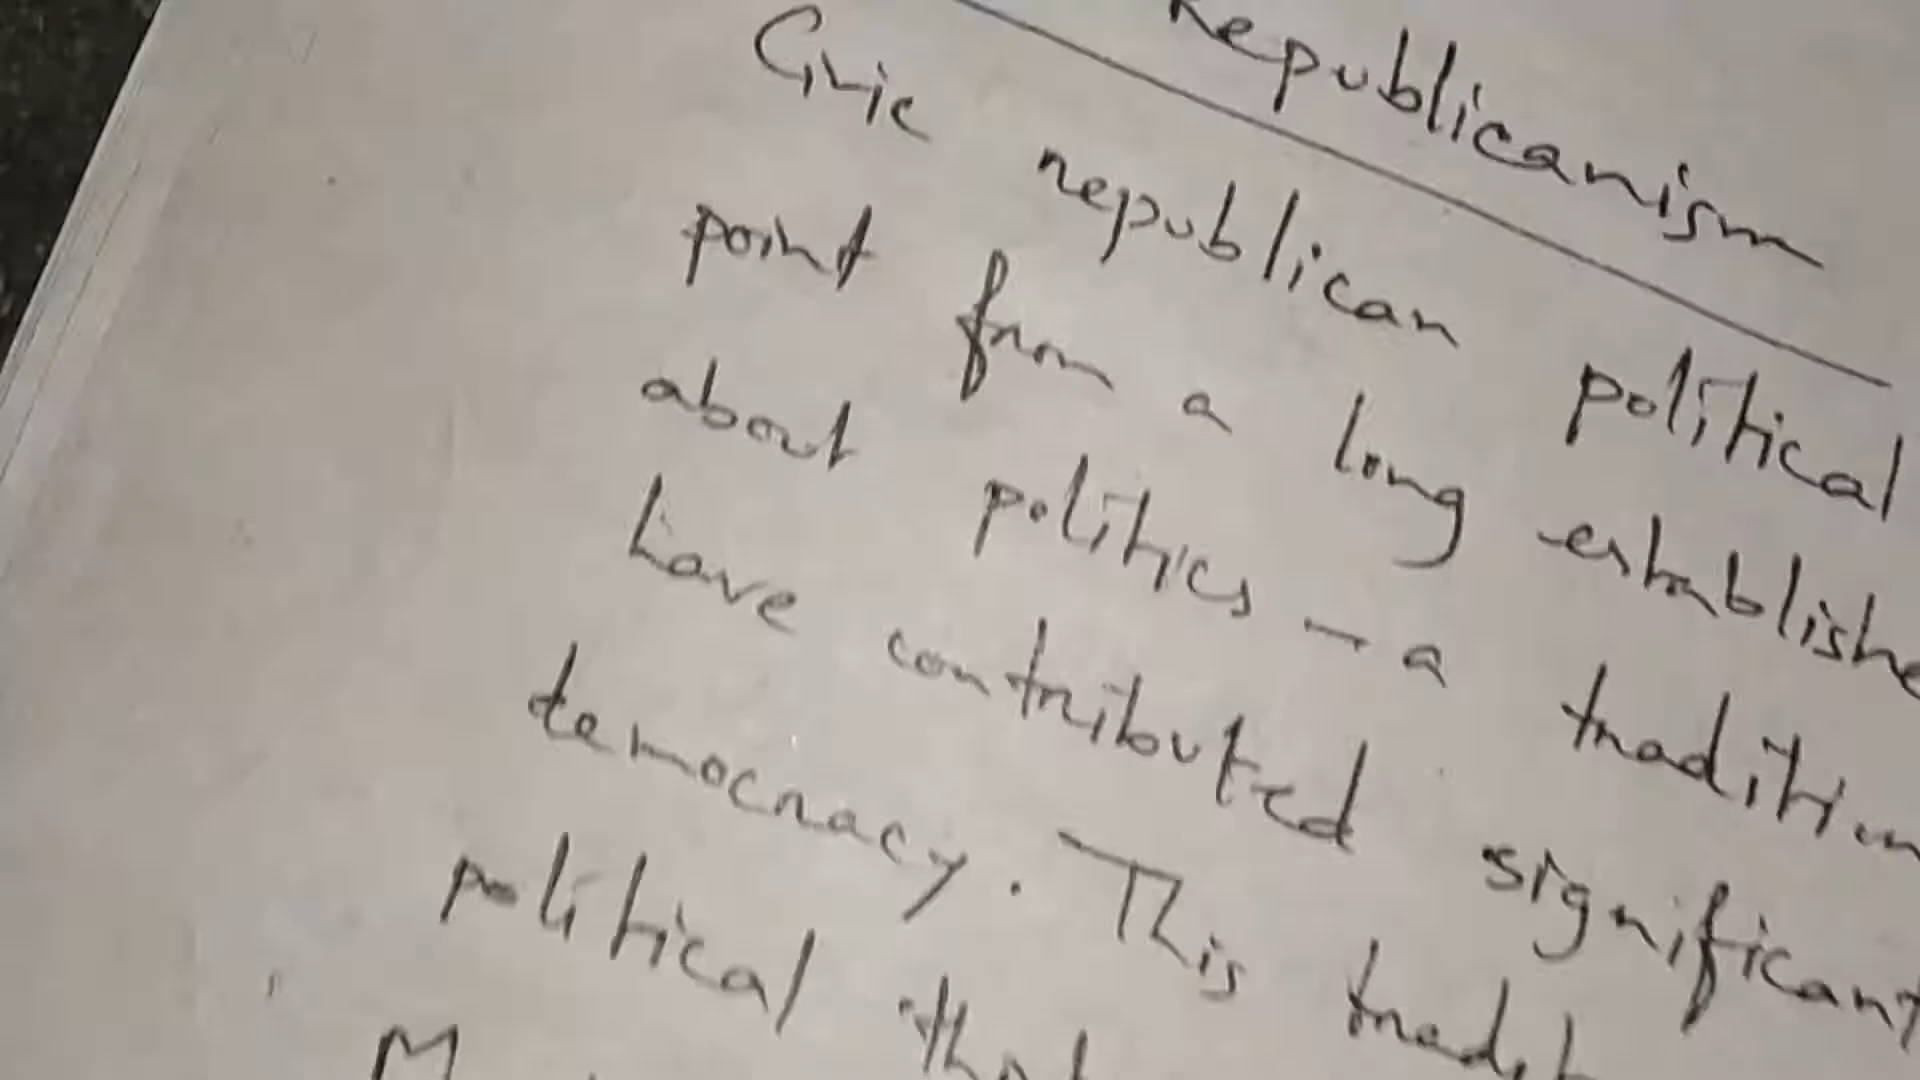 Republicanism
Civic republican political
point from a long establishe
about politics - a tradition
have contributed significant
democracy. This tradit
political that
M